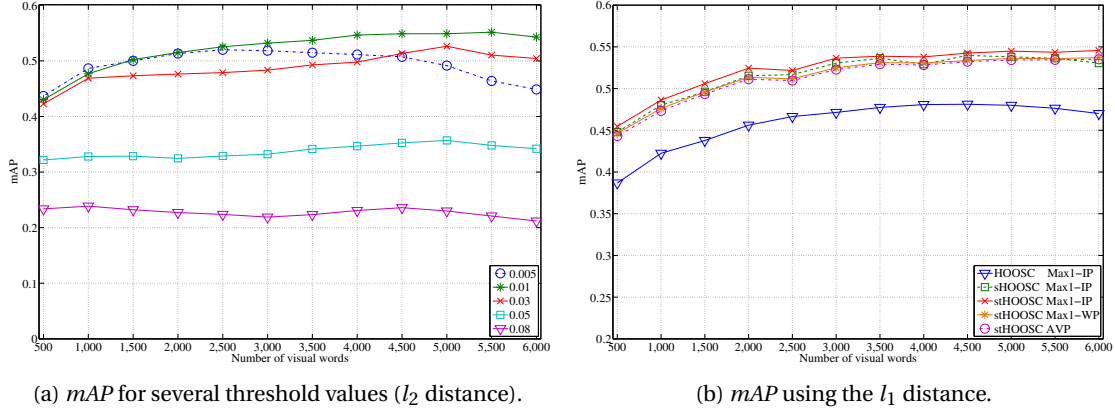 0.6
0.5
0.4
0.3
0.2
0.1
0
mAP
500 1,000 1,500 2,000 2,500 3,000 3,500 4,000 4,500 5,000 5,500 6,000
Number of visual words
0.005
0.01
0.03
0.05
0.08
(a) mAP for several threshold values (l₂ distance).
0.6
0.55
0.5
0.45
0.4
0.35
0.3
0.25
0.2
mAP
500 1,000 1,500 2,000 2,500 3,000 3,500 4,000 4,500 5,000 5,500 6,000
Number of visual words
HOOSC Max1−IP
sHOOSC Max1−IP
stHOOSC Max1−IP
stHOOSC Max1−WP
stHOOSC AVP
(b) mAP using the l₁ distance.